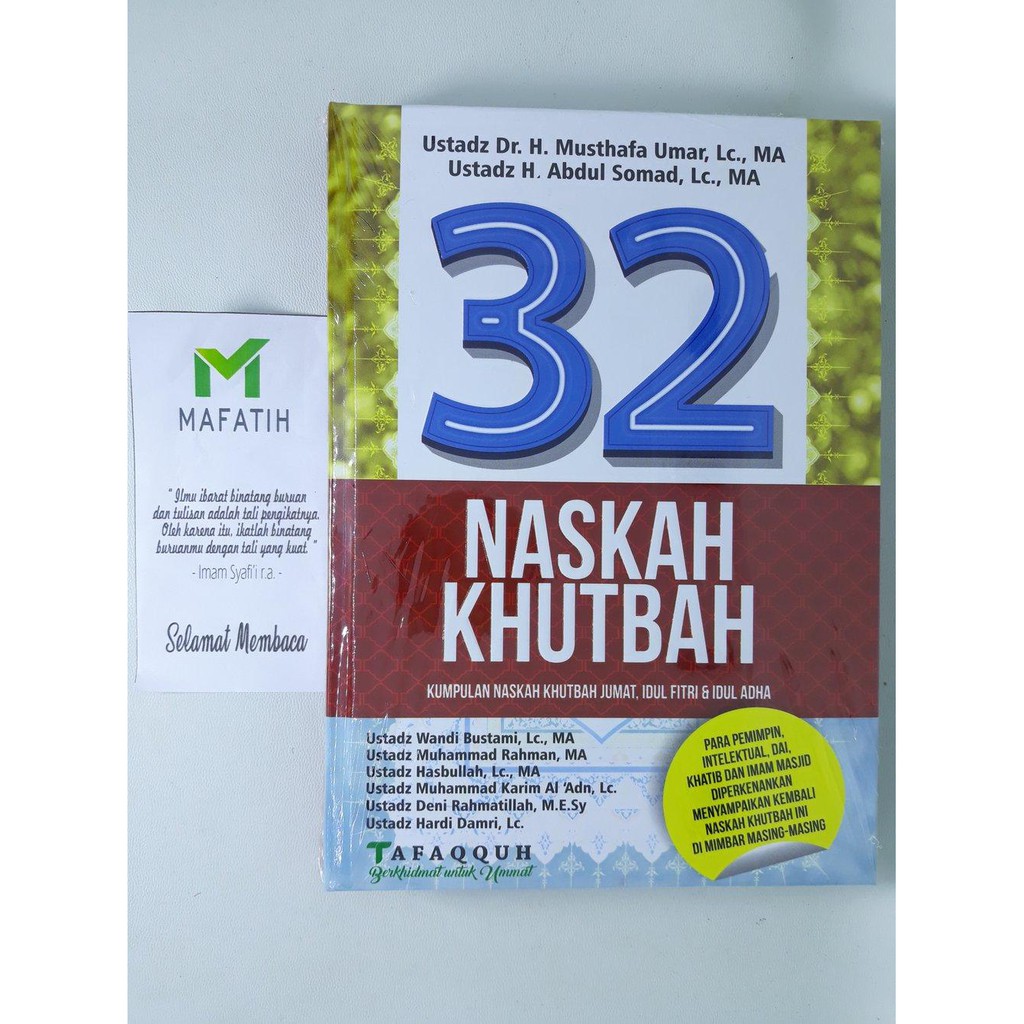 Ustadz Dr. H. Musthafa Umar, Lc., MA
Ustadz H. Abdul Somad, Lc., MA
32
NASKAH
KHUTBAH
KUMPULAN NASKAH KHUTBAH JUMAT, IDUL FITRI & IDUL ADHA
Ustadz Wandi Bustami, Lc., MA
Ustadz Muhammad Rahman, MA
Ustadz Hasbullah, Lc., MA
Ustadz Muhammad Karim Al 'Adn, Lc.
Ustadz Deni Rahmatillah, M.E.Sy
Ustadz Hardi Damri, Lc.
TAFAQQUH
Berkhidmat untuk Ummat
PARA PEMIMPIN,
INTELEKTUAL, DAI,
KHATIB DAN IMAM MASJID
DIPERKENANKAN
MENYAMPAIKAN KEMBALI
NASKAH KHUTBAH INI
DI MIMBAR MASING-MASING
M
MAFATIH
" Ilmu ibarat binatang buruan
dan tulisan adalah tali pengikatnya.
Oleh karena itu, ikatlah binatang
buruanmu dengan tali yang kuat. "
- Imam Syafi'i r.a. -
Selamat Membaca